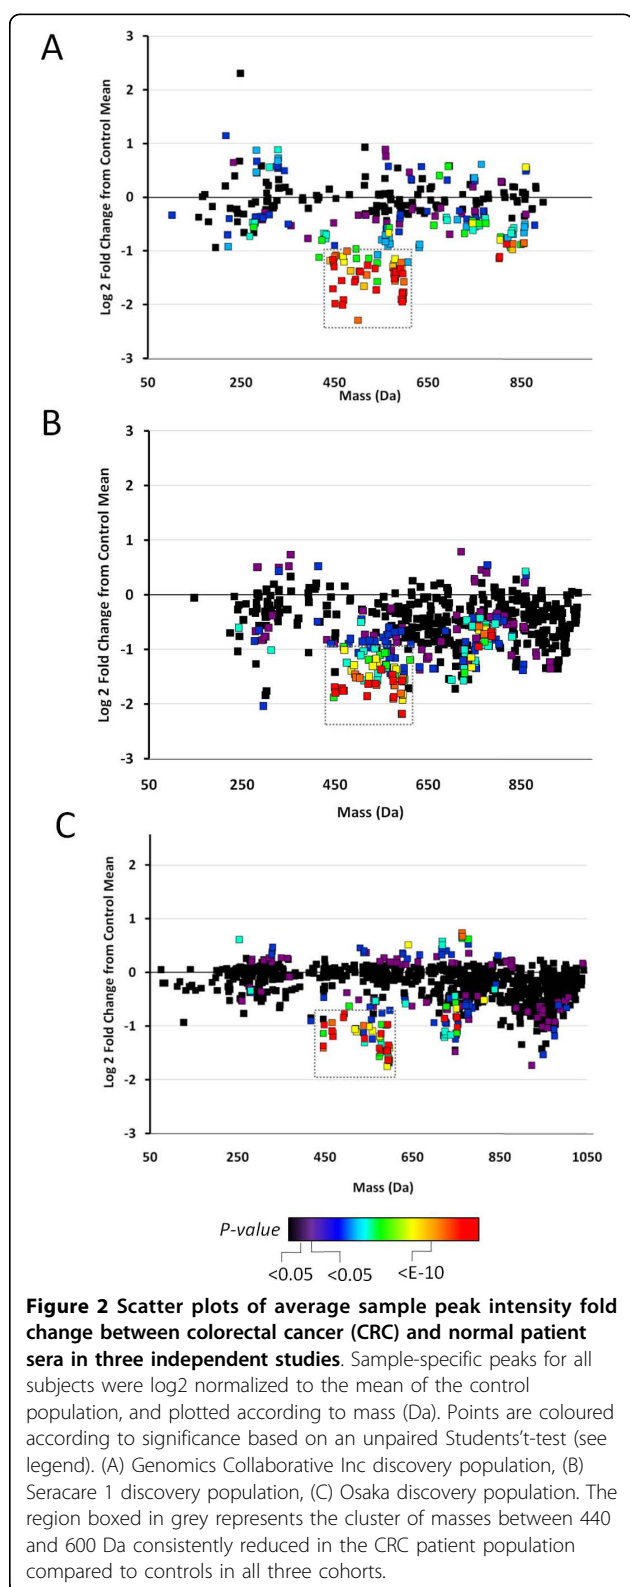 A
Log 2 Fold Change from Control Mean
3
2
1
0
-1
-2
-3
50 250 450 650 850
Mass (Da)
B
Log 2 Fold Change from Control Mean
3
2
1
0
-1
-2
-3
50 250 450 650 850
Mass (Da)
C
Log 2 Fold Change from Control Mean
2
1
0
-1
-2
-3
50 250 450 650 850 1050
Mass (Da)
P-value
<0.05 <0.05 <E-10
Figure 2 Scatter plots of average sample peak intensity fold
change between colorectal cancer (CRC) and normal patient
sera in three independent studies. Sample-specific peaks for all
subjects were log2 normalized to the mean of the control
population, and plotted according to mass (Da). Points are coloured
according to significance based on an unpaired Students't-test (see
legend). (A) Genomics Collaborative Inc discovery population, (B)
Seracare 1 discovery population, (C) Osaka discovery population. The
region boxed in grey represents the cluster of masses between 440
and 600 Da consistently reduced in the CRC patient population
compared to controls in all three cohorts.